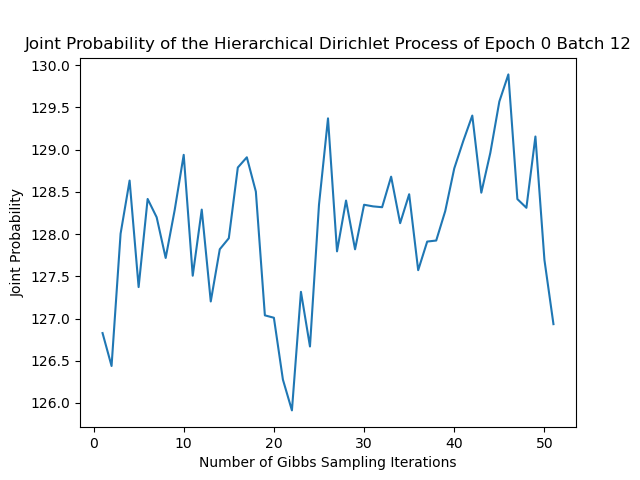 Joint Probability of the Hierarchical Dirichlet Process of Epoch 0 Batch 12
130.0
129.5
129.0
128.5
128.0
127.5
127.0
126.5
126.0
Joint Probability
0 10 20 30 40 50
Number of Gibbs Sampling Iterations